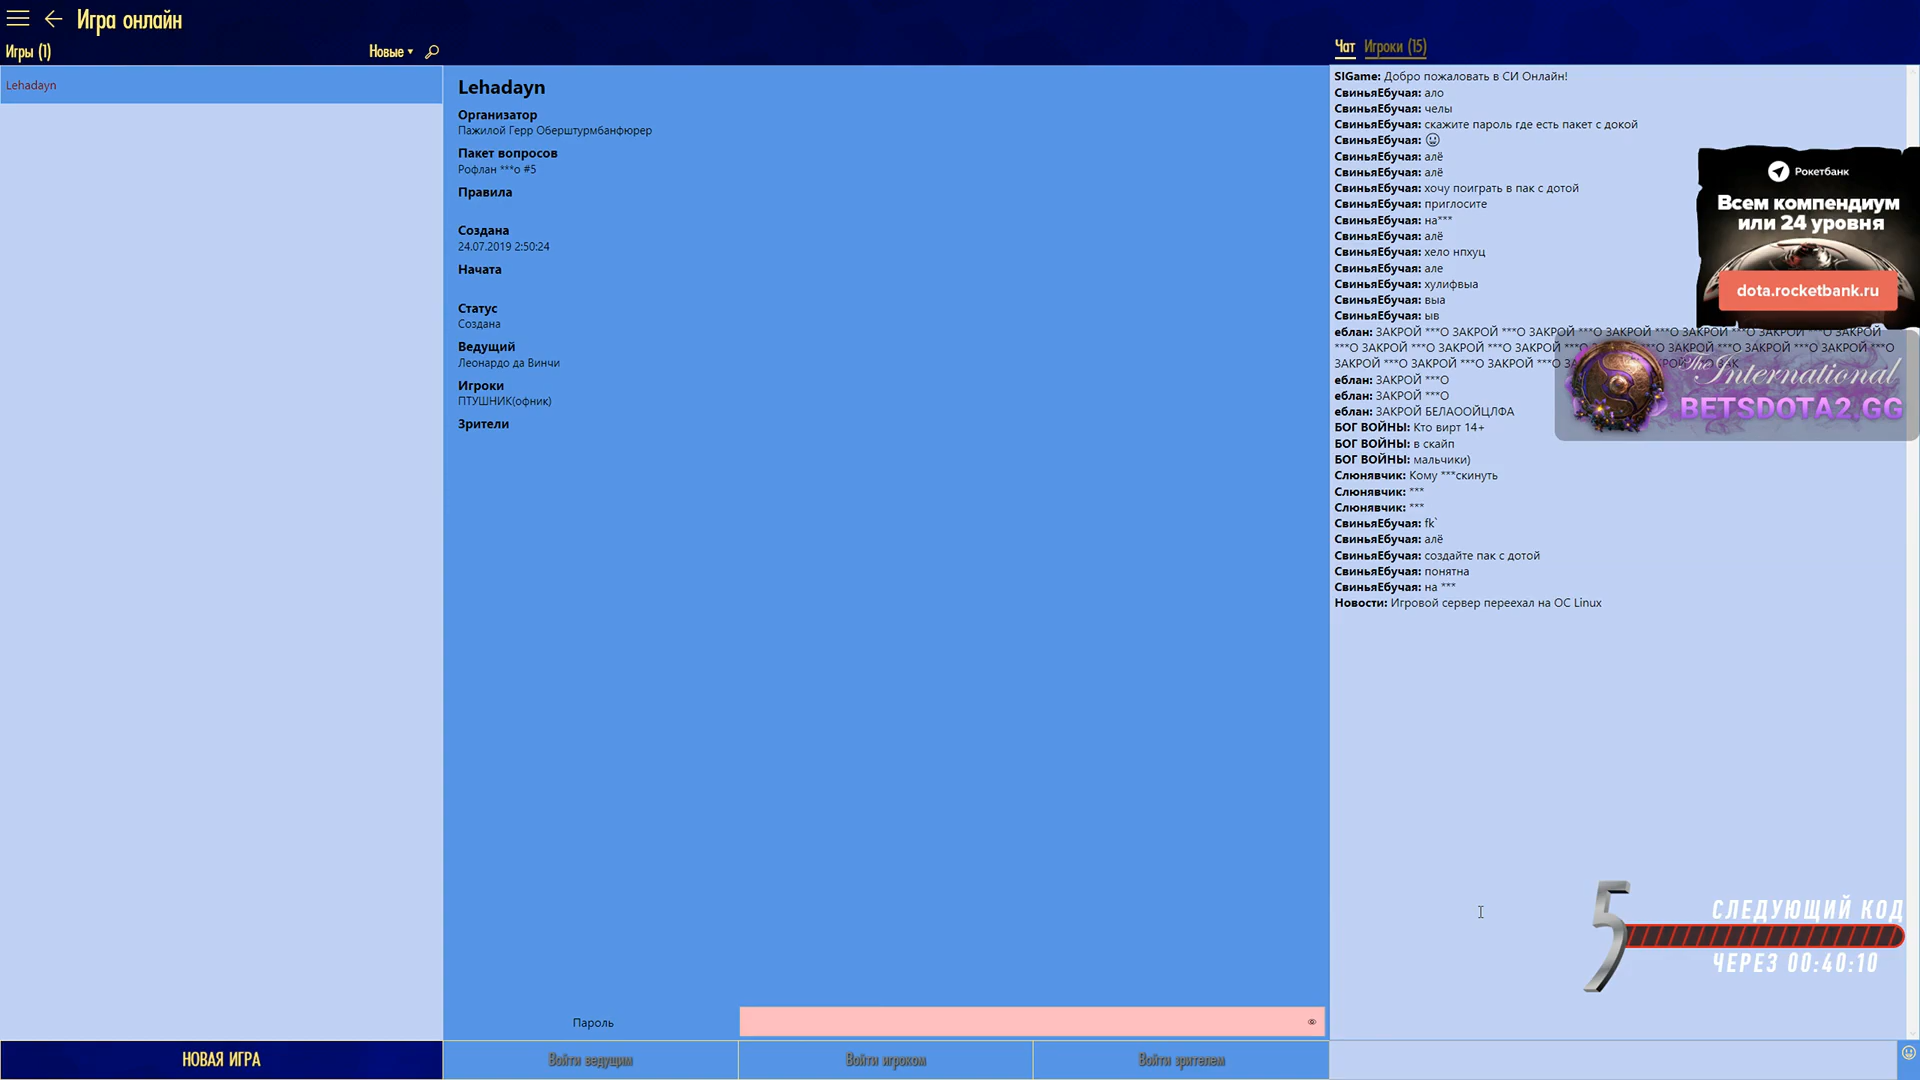 Игра онлайн
Игры (1)
Новые
Lehadayn
Lehadayn
Организатор
Пажилой Герр Оберштурмбанфюрер
Пакет вопросов
Рофлан ***о #5
Правила
Создана
24.07.2019 2:50:24
Начата
Статус
Создана
Ведущий
Леонардо да Винчи
Игроки
ПТУШНИК(офник)
Зрители
Пароль
НОВАЯ ИГРА
Войти ведущим
Войти игроком
Войти зрителем
Чат Игроки (15)
SIGame: Добро пожаловать в СИ Онлайн!
СвиньяЕбучая: ало
СвиньяЕбучая: челы
СвиньяЕбучая: скажите пароль где есть пакет с докой
СвиньяЕбучая:
СвиньяЕбучая: алё
СвиньяЕбучая: алё
СвиньяЕбучая: хочу поиграть в пак с дотой
СвиньяЕбучая: приглосите
СвиньяЕбучая: на***
СвиньяЕбучая: алё
СвиньяЕбучая: хело нпхуц
СвиньяЕбучая: але
СвиньяЕбучая: хулифвыа
СвиньяЕбучая: выа
СвиньяЕбучая: ыв
еблан: ЗАКРОЙ ***О ЗАКРОЙ ***О ЗАКРОЙ ***О ЗАКРОЙ ***О ЗАКРОЙ ***О ЗАКРОЙ ***О ЗАКРОЙ
***О ЗАКРОЙ ***О ЗАКРОЙ ***О ЗАКРОЙ ***О ЗАКРОЙ ***О ЗАКРОЙ ***О ЗАКРОЙ ***О
ЗАКРОЙ ***О ЗАКРОЙ ***О ЗАКРОЙ ***О
еблан: ЗАКРОЙ ***О
еблан: ЗАКРОЙ ***О
еблан: ЗАКРОЙ БЕЛАООЙЦЛФА
БОГ ВОЙНЫ: Кто вирт 14+
БОГ ВОЙНЫ: в скайп
БОГ ВОЙНЫ: мальчики)
Слюнявчик: Кому ***скинуть
Слюнявчик: ***
Слюнявчик: ***
СвиньяЕбучая: fk`
СвиньяЕбучая: алё
СвиньяЕбучая: создайте пак с дотой
СвиньяЕбучая: понятна
СвиньяЕбучая: на ***
Новости: Игровой сервер переехал на ОС Linux
Рокетбанк
Всем компендиум
или 24 уровня
dota.rocketbank.ru
The International
BETSDOTA2.GG
5
СЛЕДУЮЩИЙ КОД
ЧЕРЕЗ 00:40:10